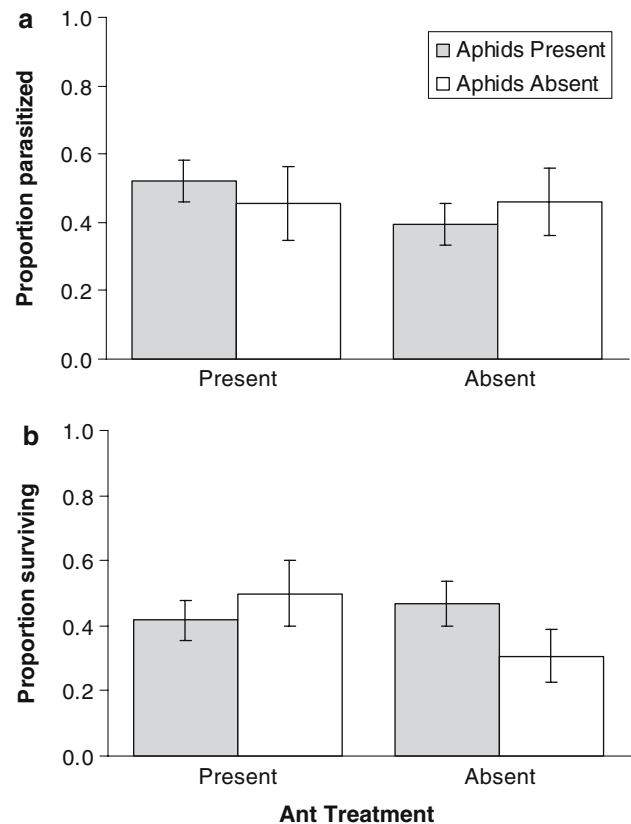 a
1.0
0.8
0.6
0.4
0.2
0.0
Proportion parasitized
Aphids Present
Aphids Absent
Present Absent
b
1.0
0.8
0.6
0.4
0.2
0.0
Proportion surviving
Present Absent
Ant Treatment